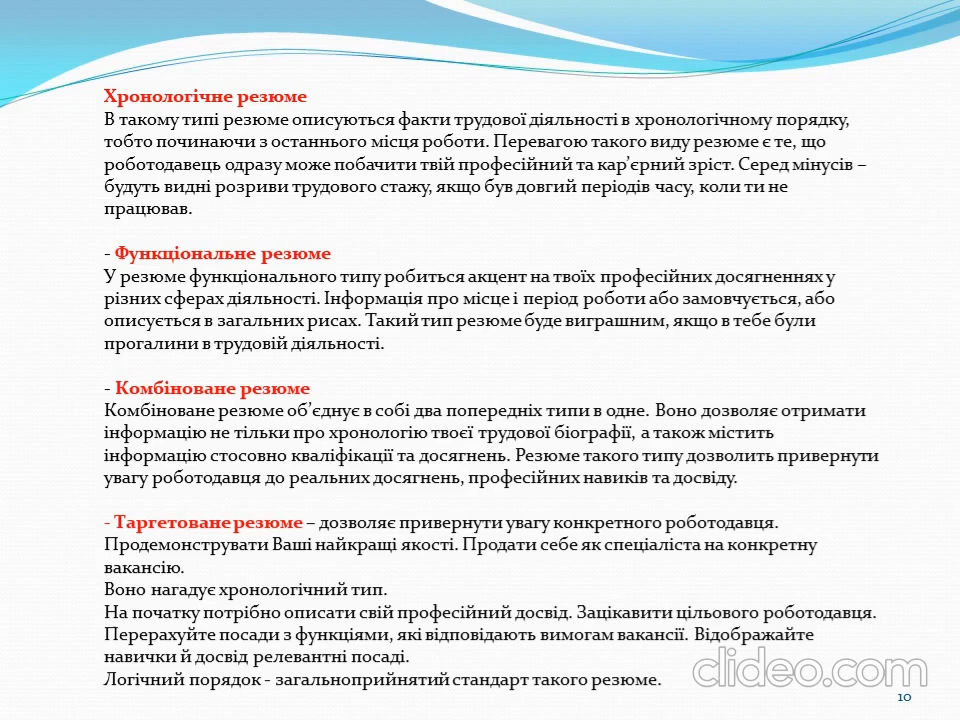 Хронологічне резюме
В такому типі резюме описуються факти трудової діяльності в хронологічному порядку,
тобто починаючи з останнього місця роботи. Перевагою такого виду резюме є те, що
роботодавець одразу може побачити твій професійний та кар’єрний зріст. Серед мінусів –
будуть видні розриви трудового стажу, якщо був довгий періодів часу, коли ти не
працював.
- Функціональне резюме
У резюме функціонального типу робиться акцент на твоїх професійних досягненнях у
різних сферах діяльності. Інформація про місце і період роботи або замовчується, або
описується в загальних рисах. Такий тип резюме буде виграшним, якщо в тебе були
прогалини в трудовій діяльності.
- Комбіноване резюме
Комбіноване резюме об’єднує в собі два попередніх типи в одне. Воно дозволяє отримати
інформацію не тільки про хронологію твоєї трудової біографії, а також містить
інформацію стосовно кваліфікації та досягнень. Резюме такого типу дозволить привернути
увагу роботодавця до реальних досягнень, професійних навиків та досвіду.
- Таргетоване резюме – дозволяє привернути увагу конкретного роботодавця.
Продемонструвати Ваші найкращі якості. Продати себе як спеціаліста на конкретну
вакансію.
Воно нагадує хронологічний тип.
На початку потрібно описати свій професійний досвід. Зацікавити цільового роботодавця.
Перерахуйте посади з функціями, які відповідають вимогам вакансії. Відображайте
навички й досвід релевантні посаді.
Логічний порядок - загальноприйнятий стандарт такого резюме.
clideo.com
10